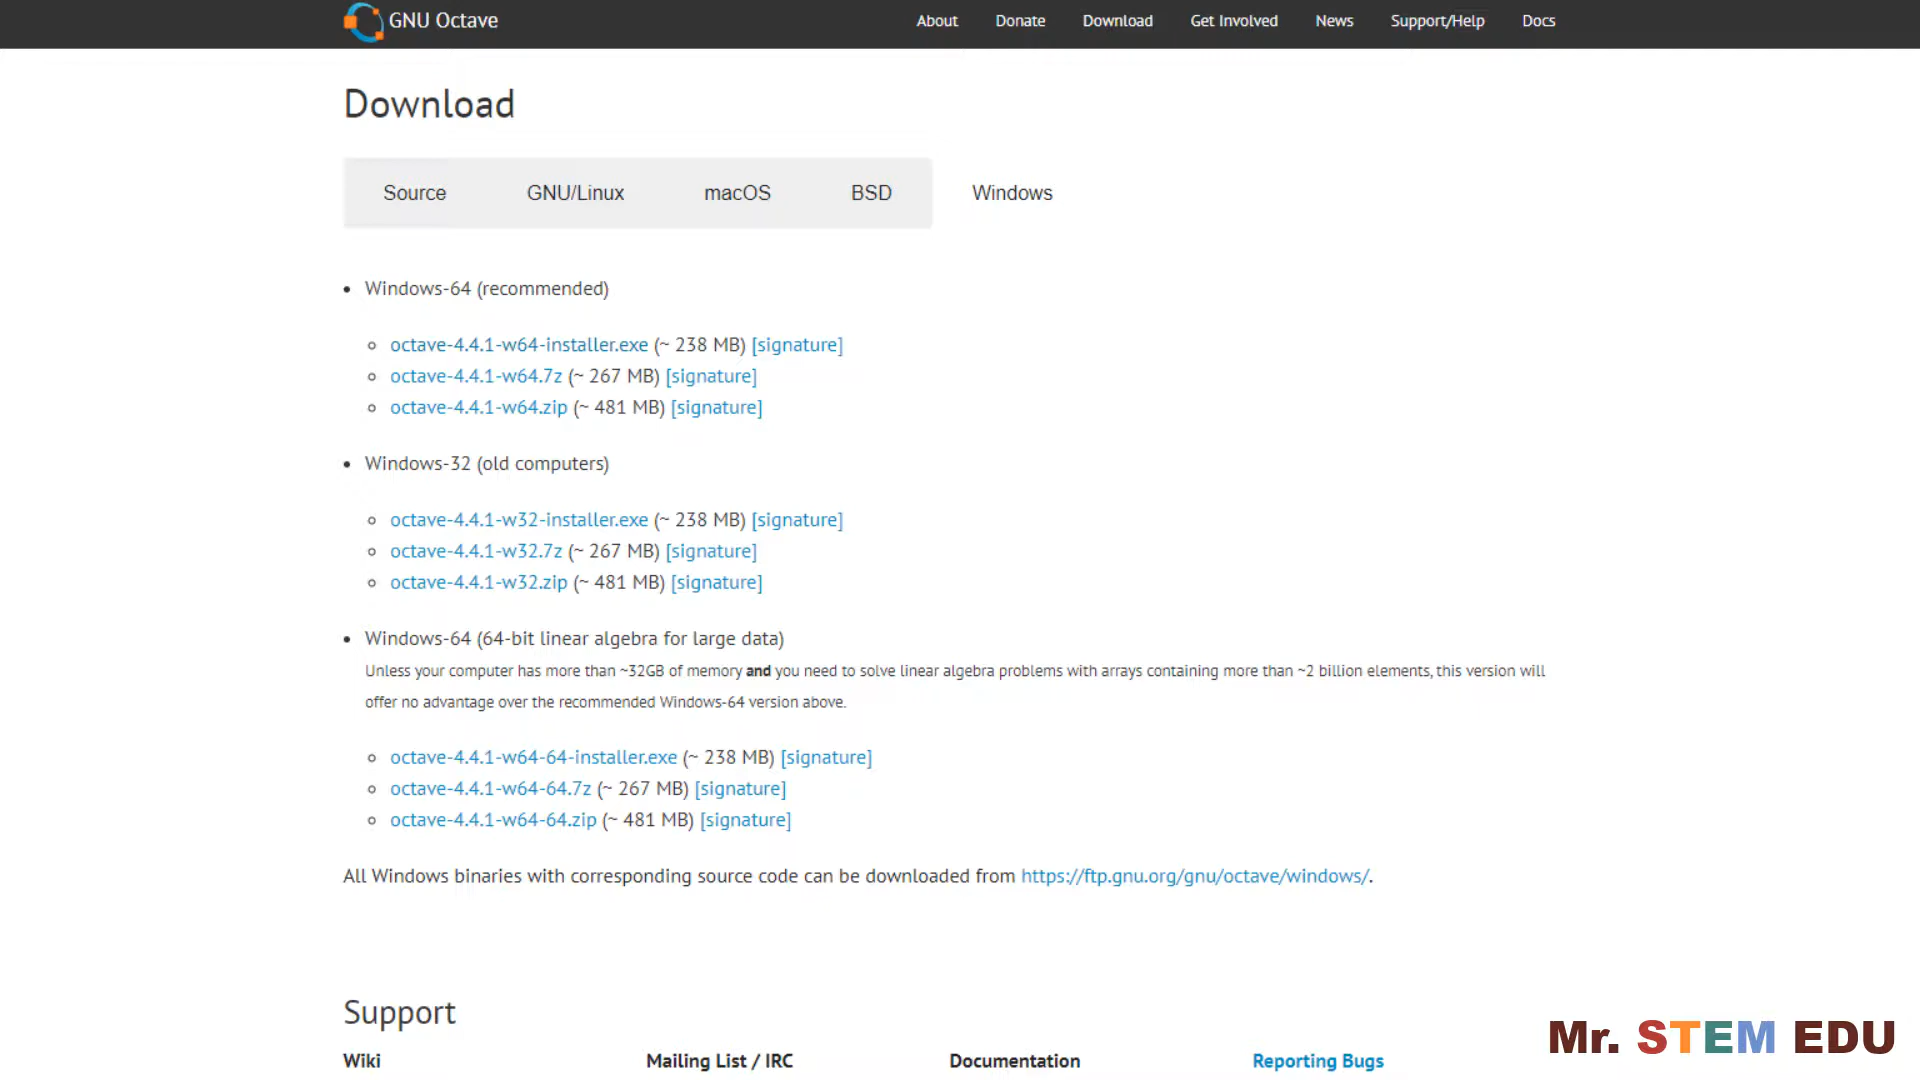 GNU Octave About Donate Download Get Involved News Support/Help Docs
Download
Source GNU/Linux macOS BSD Windows
Windows-64 (recommended)
octave-4.4.1-w64-installer.exe (~ 238 MB) [signature]
octave-4.4.1-w64.7z (~ 267 MB) [signature]
octave-4.4.1-w64.zip (~ 481 MB) [signature]
Windows-32 (old computers)
octave-4.4.1-w32-installer.exe (~ 238 MB) [signature]
octave-4.4.1-w32.7z (~ 267 MB) [signature]
octave-4.4.1-w32.zip (~ 481 MB) [signature]
Windows-64 (64-bit linear algebra for large data)
Unless your computer has more than ~32GB of memory and you need to solve linear algebra problems with arrays containing more than ~2 billion elements, this version will
offer no advantage over the recommended Windows-64 version above.
octave-4.4.1-w64-64-installer.exe (~ 238 MB) [signature]
octave-4.4.1-w64-64.7z (~ 267 MB) [signature]
octave-4.4.1-w64-64.zip (~ 481 MB) [signature]
All Windows binaries with corresponding source code can be downloaded from https://ftp.gnu.org/gnu/octave/windows/.
Support
Wiki Mailing List / IRC Documentation Reporting Bugs
Mr. STEM EDU